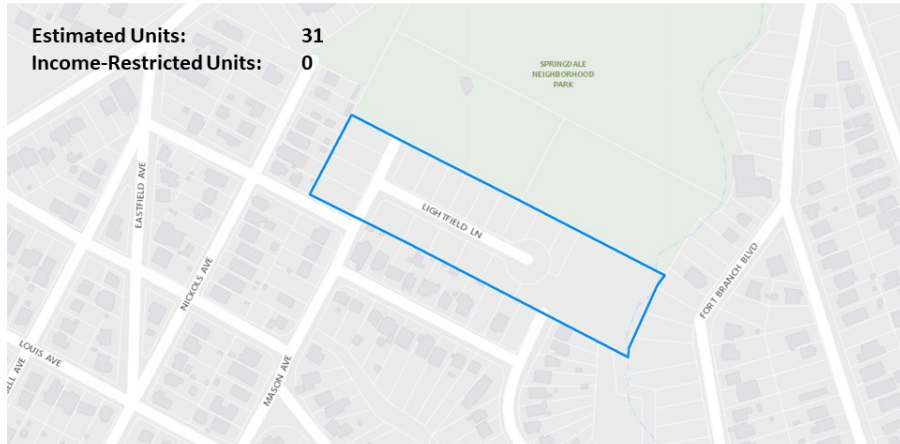 Estimated Units: 31
Income-Restricted Units: 0
SPRINGDALE
NEIGHBORHOOD
PARK
EASTFIELD AVE
LIGHTFIELD LN
NICKOLS AVE
FORT BRANCH BLVD
LOUIS AVE
MASON AVE
AVE